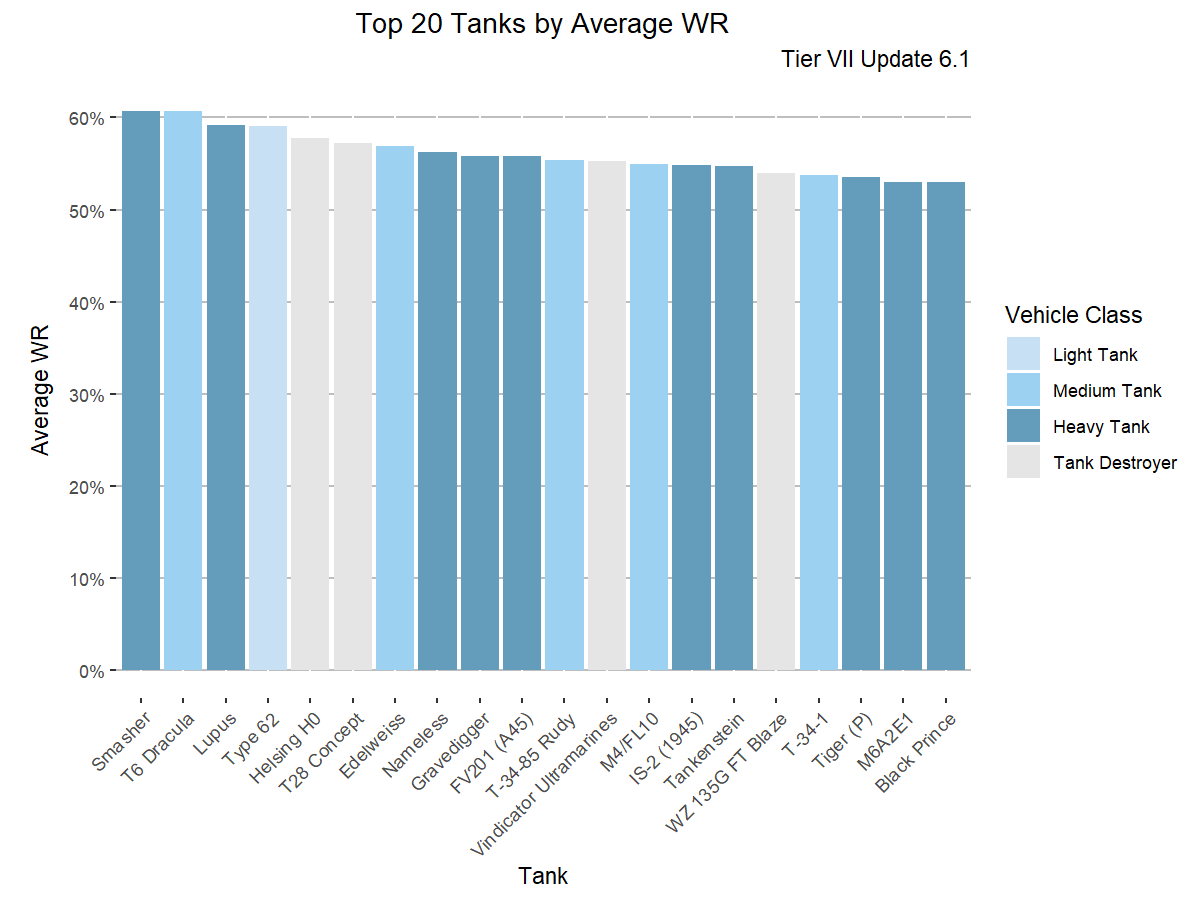 Top 20 Tanks by Average WR
Tier VII Update 6.1
60%
50%
40%
30%
20%
10%
0%
Average WR
Smasher
T6 Dracula
Lupus
Type 62
Helsing H0
T28 Concept
Edelweiss
Nameless
Gravedigger
FV201 (A45)
T-34-85 Rudy
Vindicator Ultramarines
M4/FL10
IS-2 (1945)
Tankenstein
WZ 135G FT Blaze
T-34-1
Tiger (P)
M6A2E1
Black Prince
Tank
Vehicle Class
Light Tank
Medium Tank
Heavy Tank
Tank Destroyer